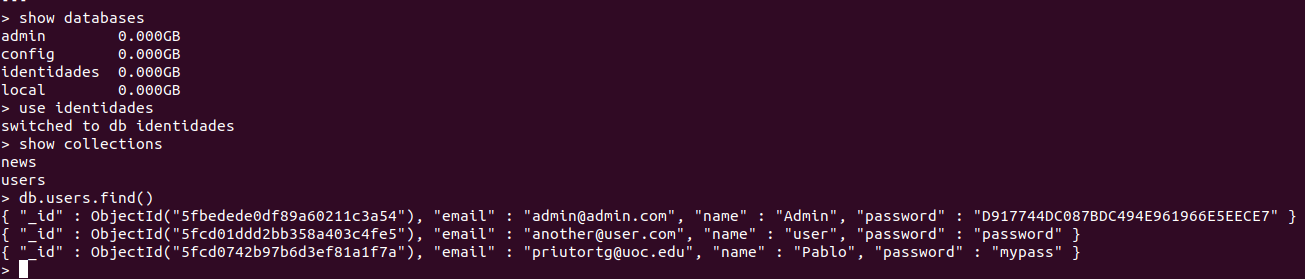 ---
> show databases
admin       0.000GB
config      0.000GB
identidades 0.000GB
local       0.000GB
> use identidades
switched to db identidades
> show collections
news
users
> db.users.find()
{ "_id" : ObjectId("5fbedede0df89a60211c3a54"), "email" : "admin@admin.com", "name" : "Admin", "password" : "D917744DC087BDC494E961966E5EECE7" }
{ "_id" : ObjectId("5fcd01ddd2bb358a403c4fe5"), "email" : "another@user.com", "name" : "user", "password" : "password" }
{ "_id" : ObjectId("5fcd0742b97b6d3ef81a1f7a"), "email" : "priutortg@uoc.edu", "name" : "Pablo", "password" : "mypass" }
>